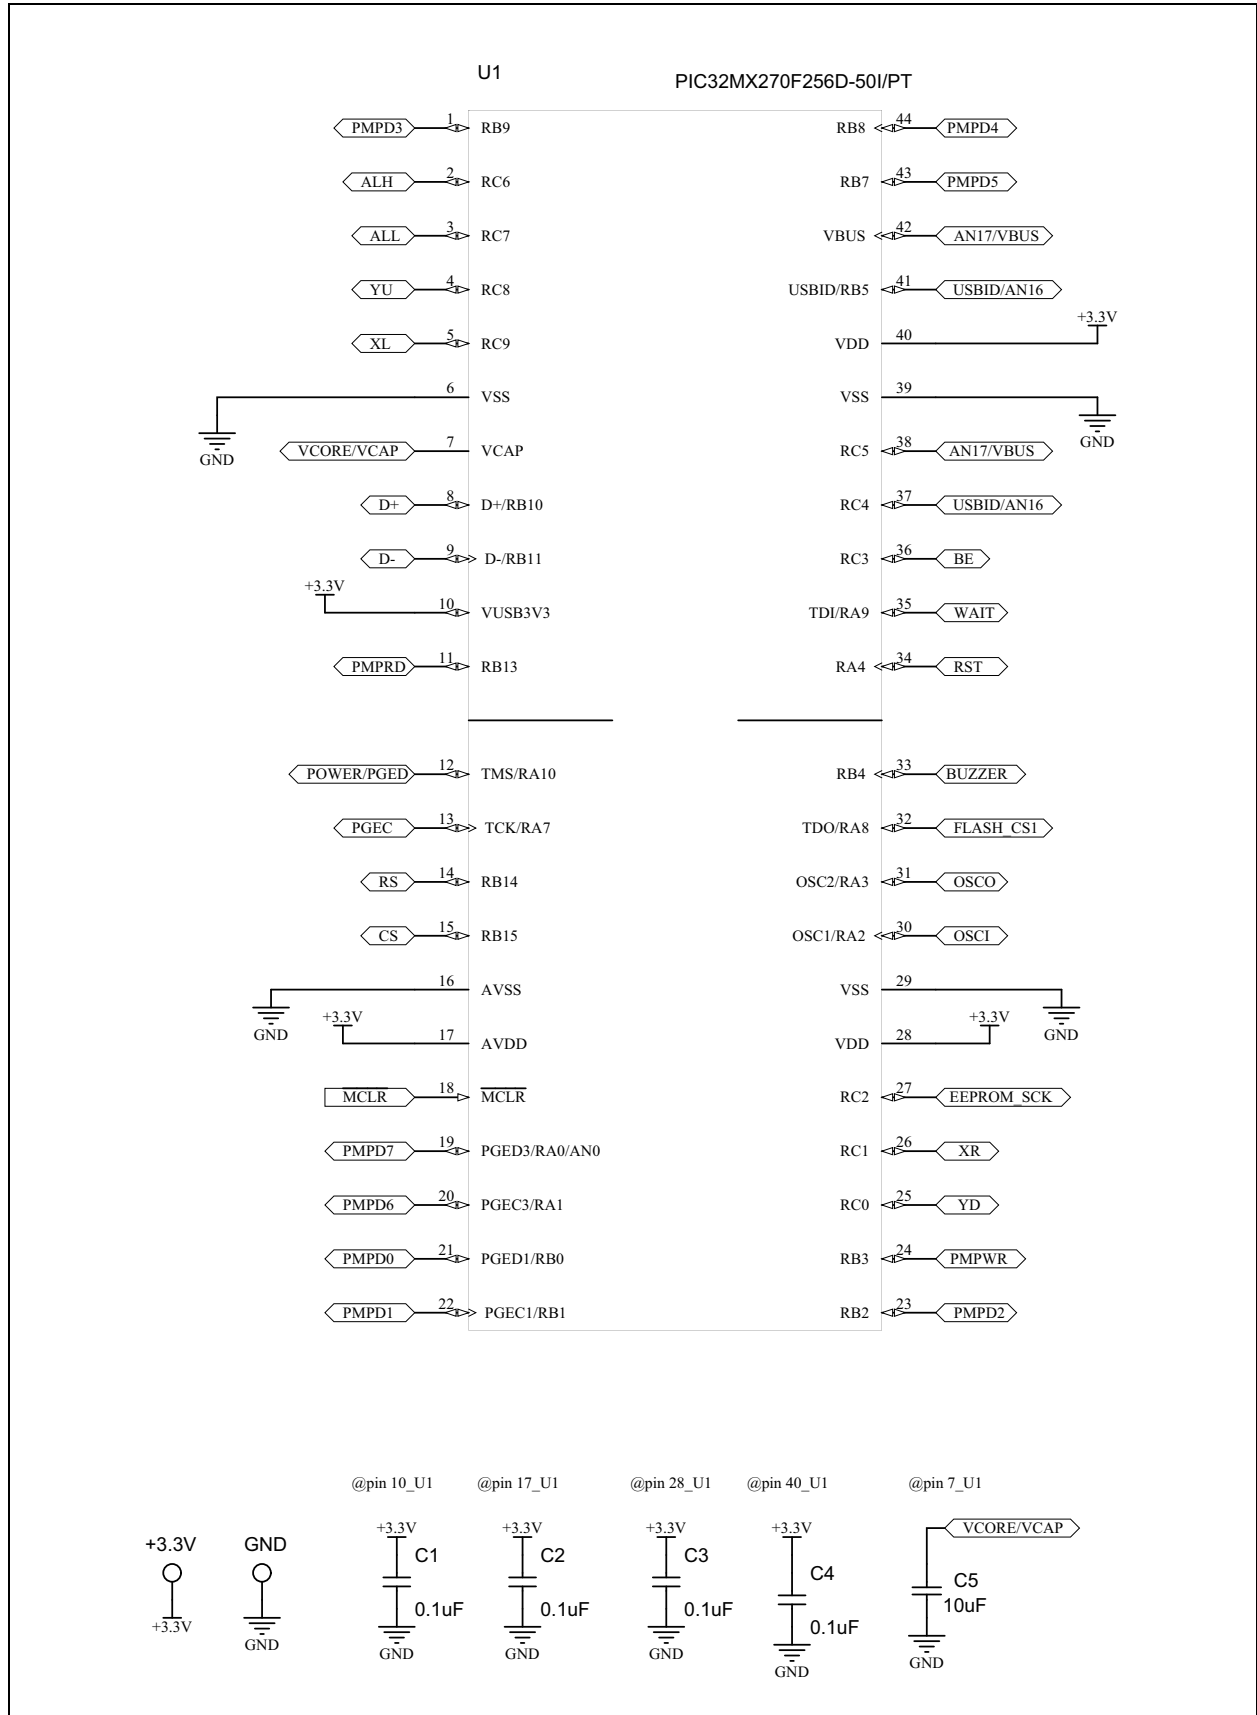 U1
PIC32MX270F256D-50I/PT
PMPD3 1 RB9 RB8 44 PMPD4
ALH 2 RC6 RB7 43 PMPD5
ALL 3 RC7 VBUS 42 AN17/VBUS
YU 4 RC8 USBID/RB5 41 USBID/AN16
+3.3V
XL 5 RC9 VDD 40
6 VSS VSS 39
GND
GND
VCORE/VCAP 7 VCAP RC5 38 AN17/VBUS
D+ 8 D+/RB10 RC4 37 USBID/AN16
D- 9 D-/RB11 RC3 36 BE
+3.3V
10 VUSB3V3 TDI/RA9 35 WAIT
PMPRD 11 RB13 RA4 34 RST
POWER/PGED 12 TMS/RA10 RB4 33 BUZZER
PGEC 13 TCK/RA7 TDO/RA8 32 FLASH_CS1
RS 14 RB14 OSC2/RA3 31 OSCO
CS 15 RB15 OSC1/RA2 30 OSCI
16 AVSS VSS 29
GND +3.3V +3.3V GND
17 AVDD VDD 28
MCLR 18 MCLR RC2 27 EEPROM_SCK
PMPD7 19 PGED3/RA0/AN0 RC1 26 XR
PMPD6 20 PGEC3/RA1 RC0 25 YD
PMPD0 21 PGED1/RB0 RB3 24 PMPWR
PMPD1 22 PGEC1/RB1 RB2 23 PMPD2
@pin 10_U1 @pin 17_U1 @pin 28_U1 @pin 40_U1 @pin 7_U1
+3.3V +3.3V +3.3V +3.3V VCORE/VCAP
+3.3V GND C1 C2 C3 C4 C5
0.1uF 0.1uF 0.1uF 0.1uF 10uF
+3.3V GND GND GND GND GND GND